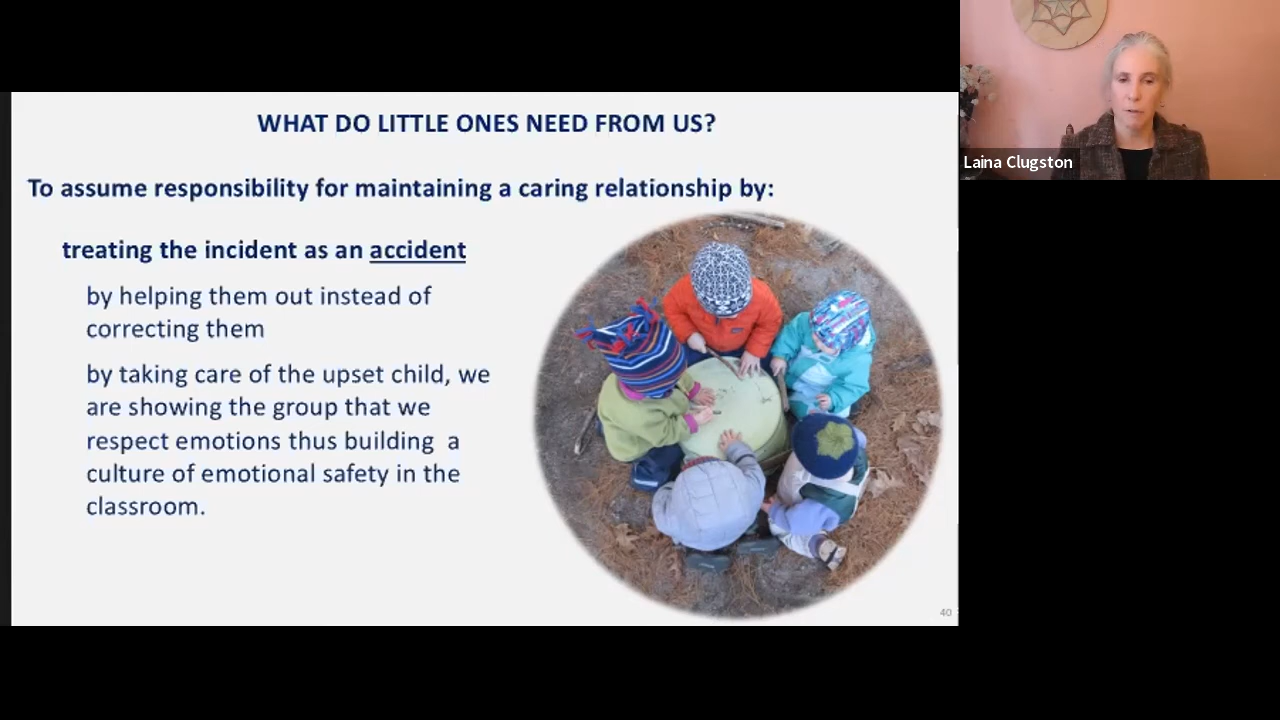 WHAT DO LITTLE ONES NEED FROM US?
To assume responsibility for maintaining a caring relationship by:
treating the incident as an accident
by helping them out instead of
correcting them
by taking care of the upset child, we
are showing the group that we
respect emotions thus building a
culture of emotional safety in the
classroom.
40
Laina Clugston